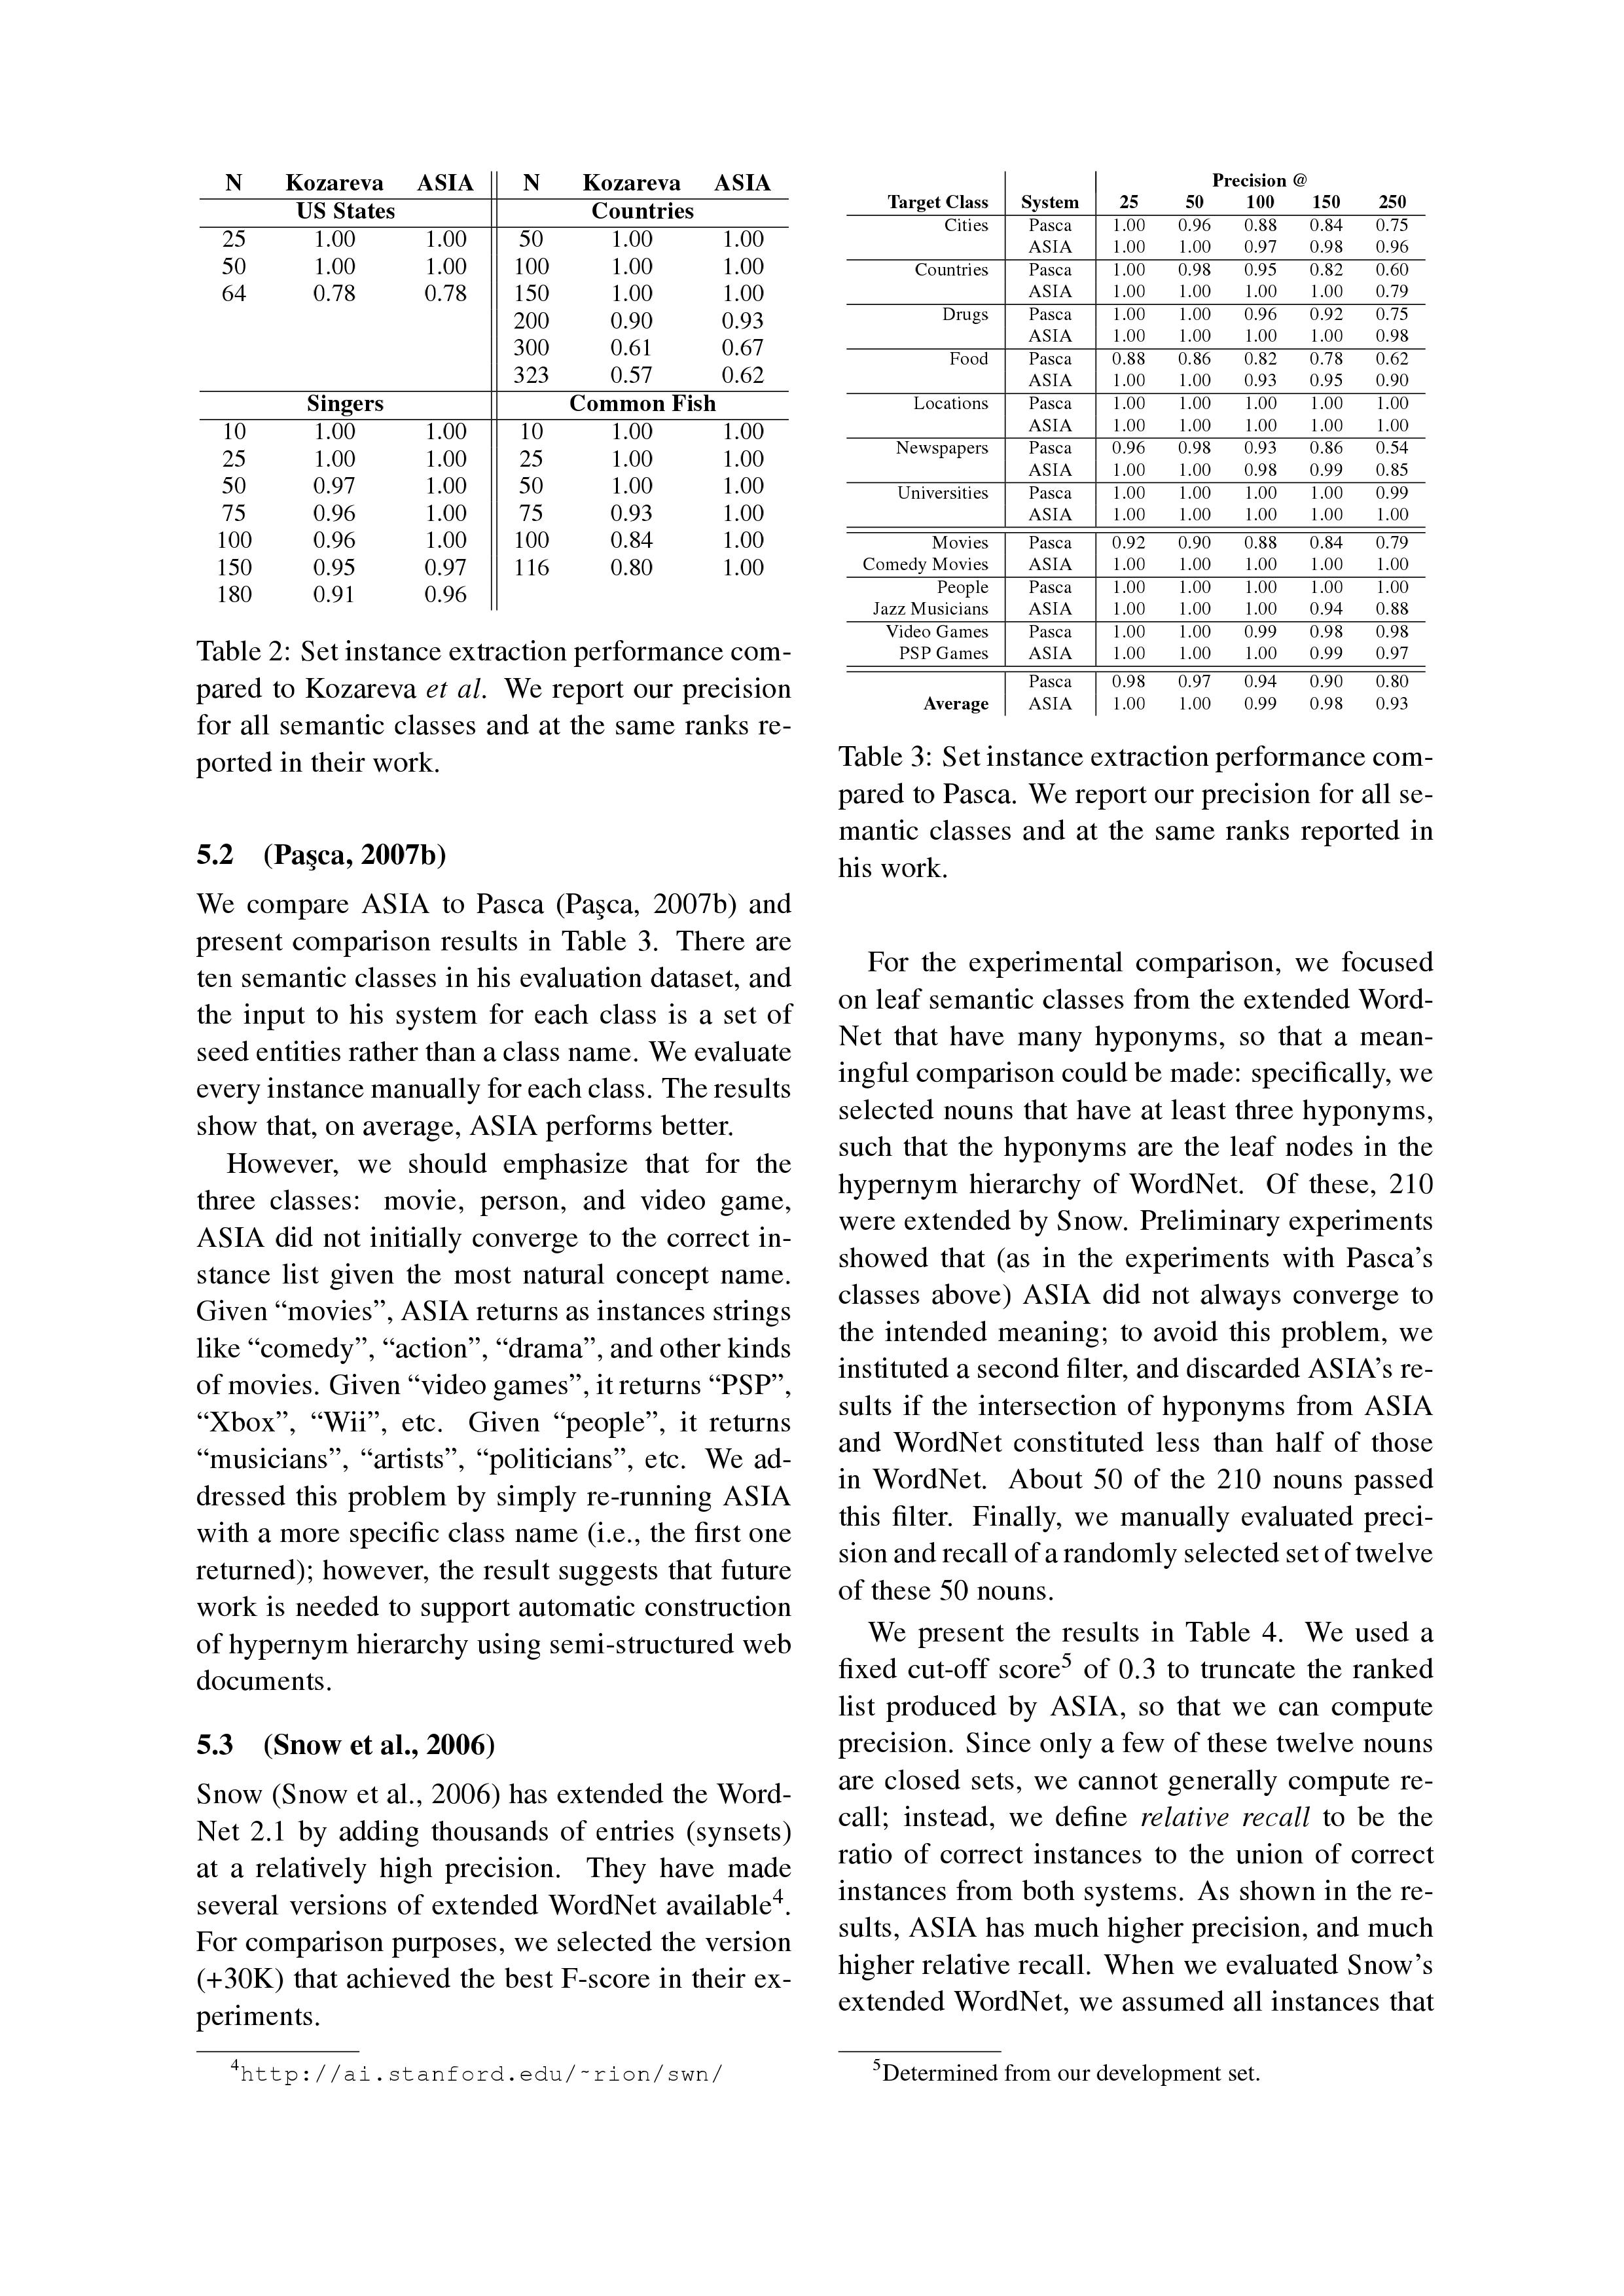 N Kozareva ASIA N Kozareva ASIA
US States Countries
25 1.00 1.00 50 1.00 1.00
50 1.00 1.00 100 1.00 1.00
64 0.78 0.78 150 1.00 1.00
200 0.90 0.93
300 0.61 0.67
323 0.57 0.62
Singers Common Fish
10 1.00 1.00 10 1.00 1.00
25 1.00 1.00 25 1.00 1.00
50 0.97 1.00 50 1.00 1.00
75 0.96 1.00 75 0.93 1.00
100 0.96 1.00 100 0.84 1.00
150 0.95 0.97 116 0.80 1.00
180 0.91 0.96
Table 2: Set instance extraction performance com-
pared to Kozareva et al. We report our precision
for all semantic classes and at the same ranks re-
ported in their work.
5.2 (Paşca, 2007b)
We compare ASIA to Pasca (Paşca, 2007b) and
present comparison results in Table 3. There are
ten semantic classes in his evaluation dataset, and
the input to his system for each class is a set of
seed entities rather than a class name. We evaluate
every instance manually for each class. The results
show that, on average, ASIA performs better.
However, we should emphasize that for the
three classes: movie, person, and video game,
ASIA did not initially converge to the correct in-
stance list given the most natural concept name.
Given “movies”, ASIA returns as instances strings
like “comedy”, “action”, “drama”, and other kinds
of movies. Given “video games”, it returns “PSP”,
“Xbox”, “Wii”, etc. Given “people”, it returns
“musicians”, “artists”, “politicians”, etc. We ad-
dressed this problem by simply re-running ASIA
with a more specific class name (i.e., the first one
returned); however, the result suggests that future
work is needed to support automatic construction
of hypernym hierarchy using semi-structured web
documents.
5.3 (Snow et al., 2006)
Snow (Snow et al., 2006) has extended the Word-
Net 2.1 by adding thousands of entries (synsets)
at a relatively high precision. They have made
several versions of extended WordNet available4.
For comparison purposes, we selected the version
(+30K) that achieved the best F-score in their ex-
periments.
4http://ai.stanford.edu/~rion/swn/
Precision @
Target Class System 25 50 100 150 250
Cities Pasca 1.00 0.96 0.88 0.84 0.75
ASIA 1.00 1.00 0.97 0.98 0.96
Countries Pasca 1.00 0.98 0.95 0.82 0.60
ASIA 1.00 1.00 1.00 1.00 0.79
Drugs Pasca 1.00 1.00 0.96 0.92 0.75
ASIA 1.00 1.00 1.00 1.00 0.98
Food Pasca 0.88 0.86 0.82 0.78 0.62
ASIA 1.00 1.00 0.93 0.95 0.90
Locations Pasca 1.00 1.00 1.00 1.00 1.00
ASIA 1.00 1.00 1.00 1.00 1.00
Newspapers Pasca 0.96 0.98 0.93 0.86 0.54
ASIA 1.00 1.00 0.98 0.99 0.85
Universities Pasca 1.00 1.00 1.00 1.00 0.99
ASIA 1.00 1.00 1.00 1.00 1.00
Movies Pasca 0.92 0.90 0.88 0.84 0.79
Comedy Movies ASIA 1.00 1.00 1.00 1.00 1.00
People Pasca 1.00 1.00 1.00 1.00 1.00
Jazz Musicians ASIA 1.00 1.00 1.00 0.94 0.88
Video Games Pasca 1.00 1.00 0.99 0.98 0.98
PSP Games ASIA 1.00 1.00 1.00 0.99 0.97
Pasca 0.98 0.97 0.94 0.90 0.80
Average ASIA 1.00 1.00 0.99 0.98 0.93
Table 3: Set instance extraction performance com-
pared to Pasca. We report our precision for all se-
mantic classes and at the same ranks reported in
his work.
For the experimental comparison, we focused
on leaf semantic classes from the extended Word-
Net that have many hyponyms, so that a mean-
ingful comparison could be made: specifically, we
selected nouns that have at least three hyponyms,
such that the hyponyms are the leaf nodes in the
hypernym hierarchy of WordNet. Of these, 210
were extended by Snow. Preliminary experiments
showed that (as in the experiments with Pasca’s
classes above) ASIA did not always converge to
the intended meaning; to avoid this problem, we
instituted a second filter, and discarded ASIA’s re-
sults if the intersection of hyponyms from ASIA
and WordNet constituted less than half of those
in WordNet. About 50 of the 210 nouns passed
this filter. Finally, we manually evaluated preci-
sion and recall of a randomly selected set of twelve
of these 50 nouns.
We present the results in Table 4. We used a
fixed cut-off score5 of 0.3 to truncate the ranked
list produced by ASIA, so that we can compute
precision. Since only a few of these twelve nouns
are closed sets, we cannot generally compute re-
call; instead, we define relative recall to be the
ratio of correct instances to the union of correct
instances from both systems. As shown in the re-
sults, ASIA has much higher precision, and much
higher relative recall. When we evaluated Snow’s
extended WordNet, we assumed all instances that
5Determined from our development set.